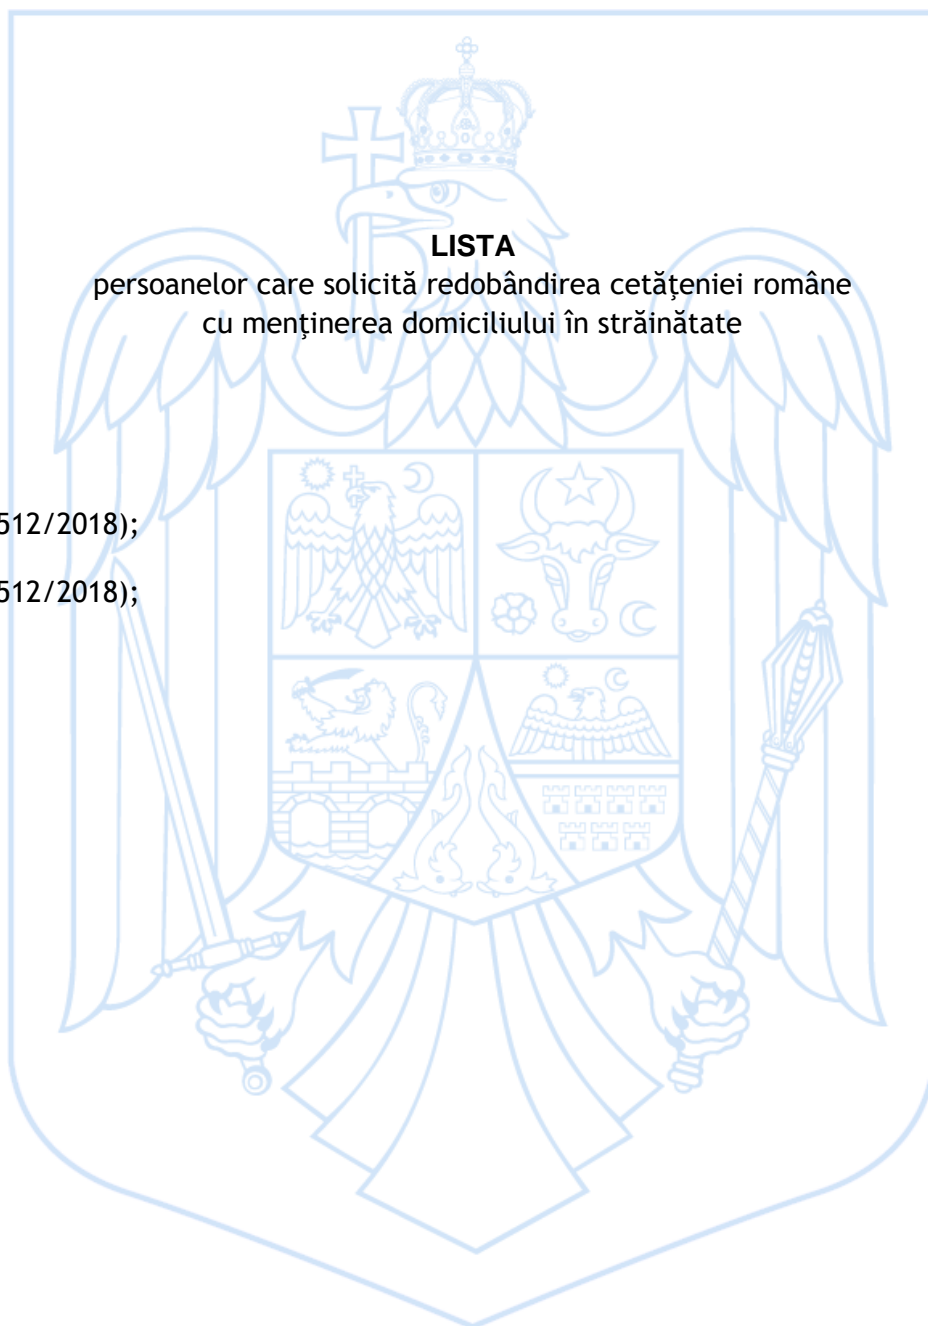 LISTA
persoanelor care solicită redobândirea cetăţeniei române
cu menţinerea domiciliului în străinătate
512/2018);
512/2018);